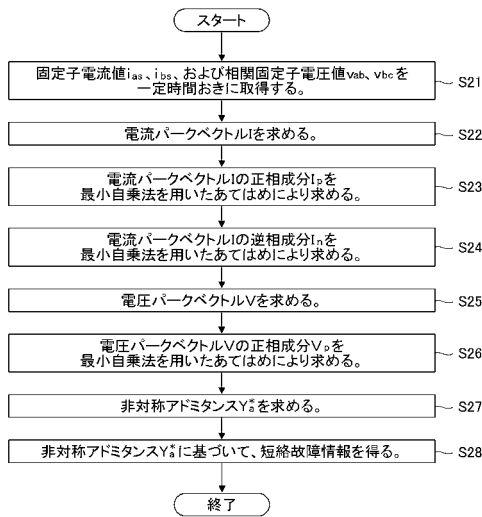 スタート
固定子電流値ias、ibs、および相関固定子電圧値vab、vbcを
一定時間おきに取得する。
S21
電流パークベクトルIを求める。
S22
電流パークベクトルIの正相成分Ipを
最小自乗法を用いたあてはめにより求める。
S23
電流パークベクトルIの逆相成分Inを
最小自乗法を用いたあてはめにより求める。
S24
電圧パークベクトルVを求める。
S25
電圧パークベクトルVの正相成分Vpを
最小自乗法を用いたあてはめにより求める。
S26
非対称アドミタンスY*aを求める。
S27
非対称アドミタンスY*aに基づいて、短絡故障情報を得る。
S28
終了